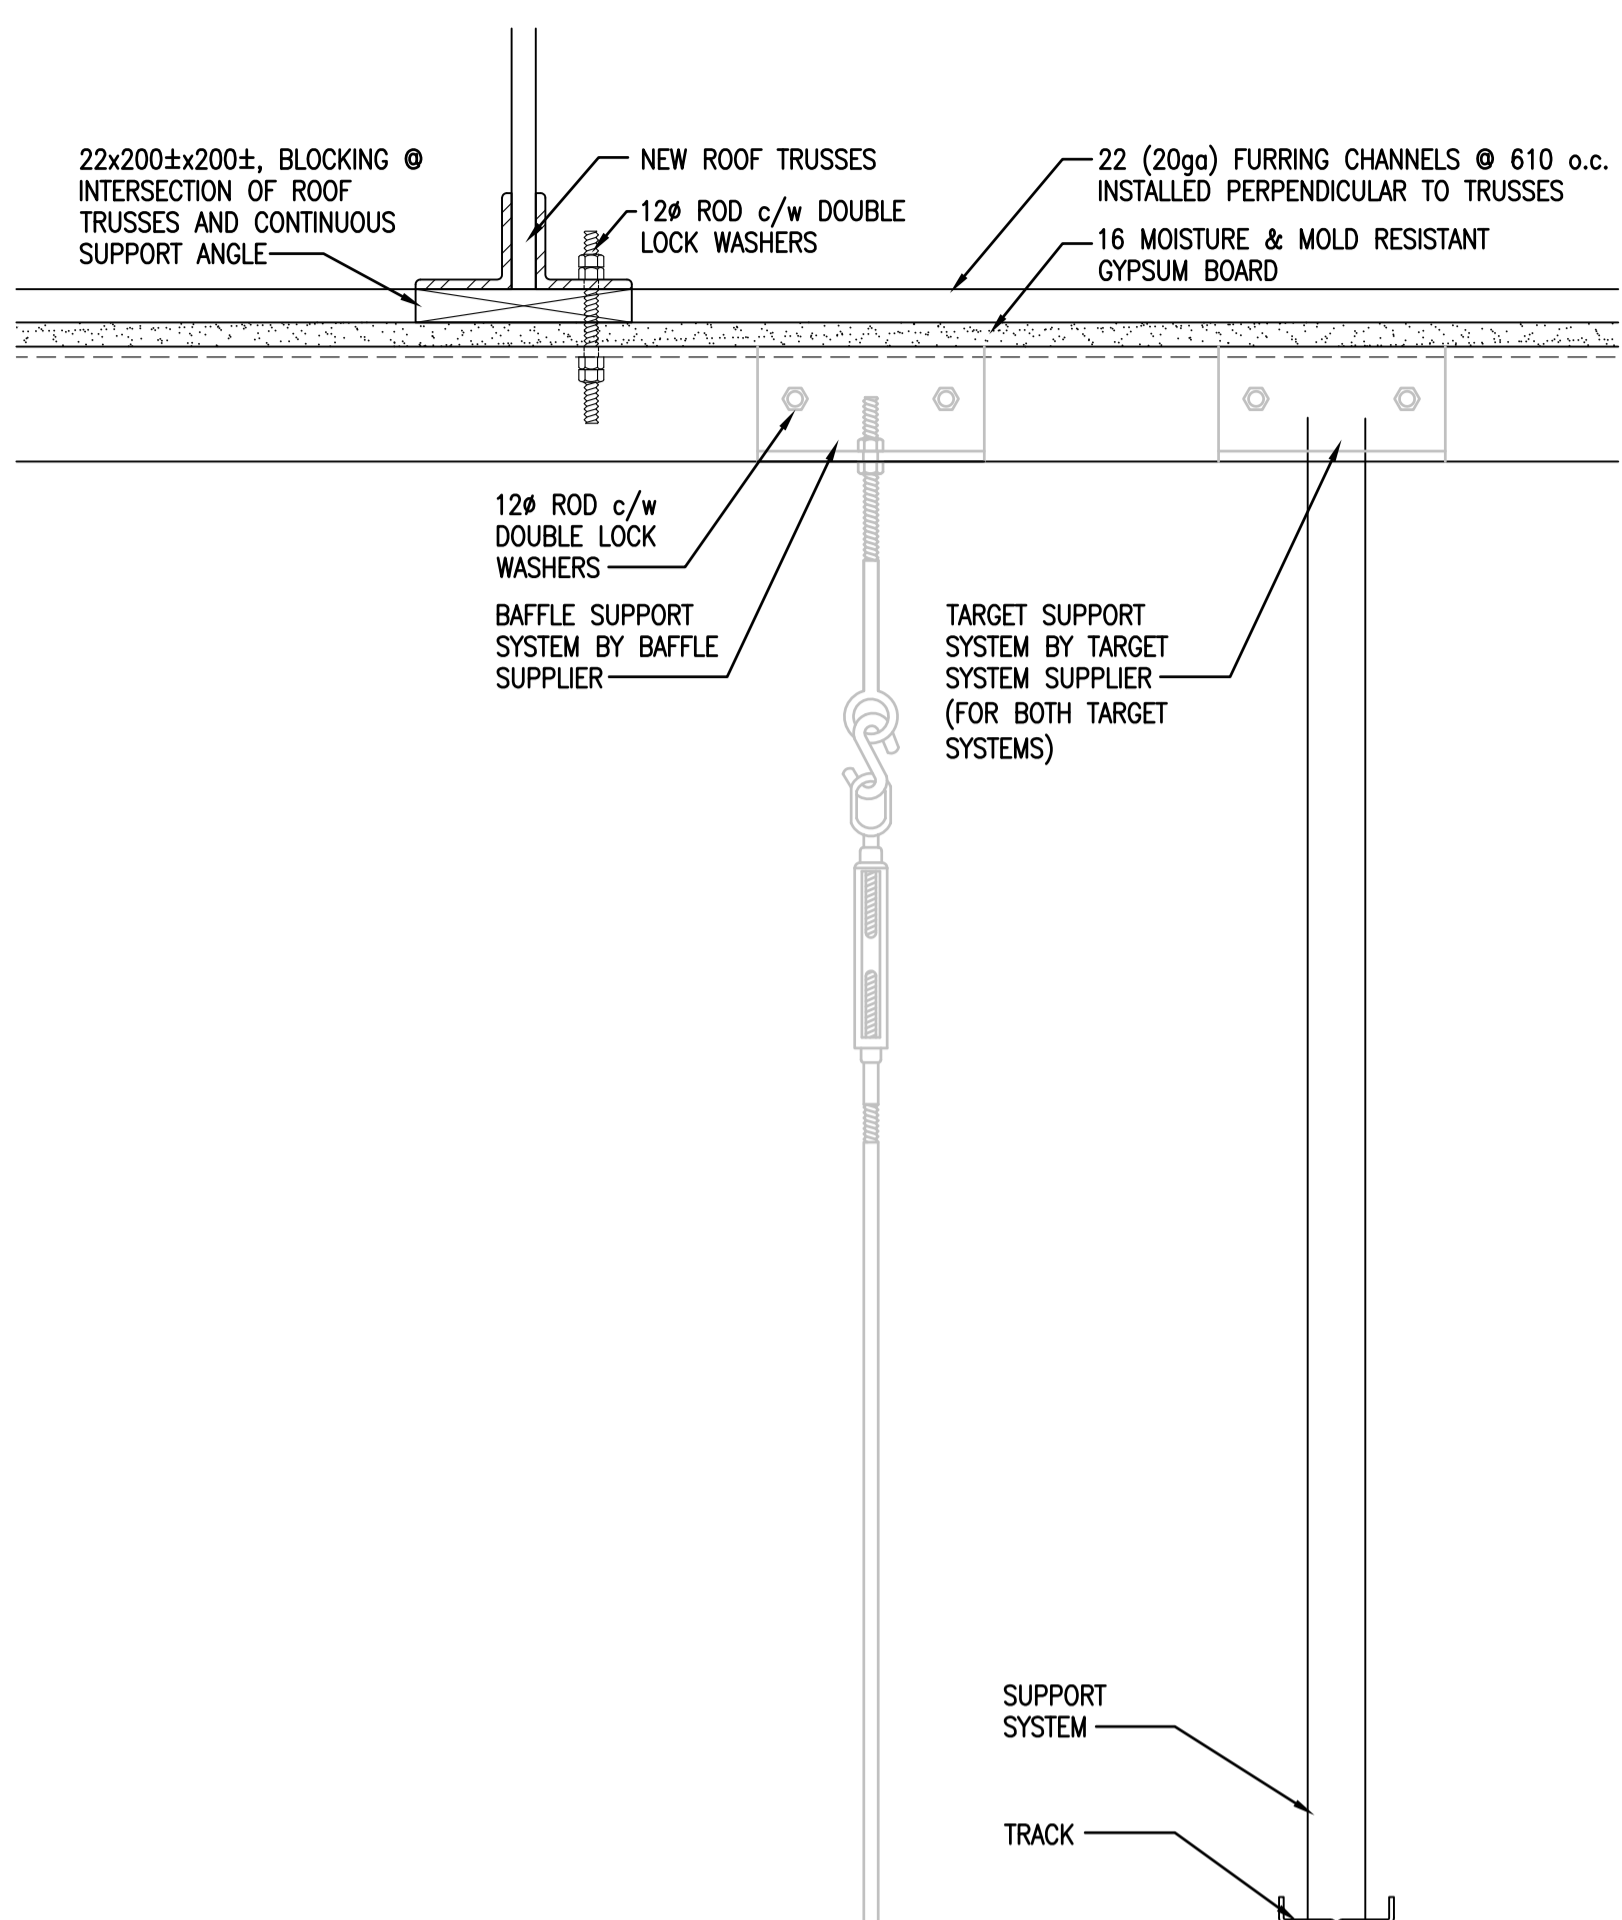 22x200±x200±, BLOCKING @
INTERSECTION OF ROOF
TRUSSES AND CONTINUOUS
SUPPORT ANGLE
NEW ROOF TRUSSES
12ø ROD c/w DOUBLE
LOCK WASHERS
22 (20ga) FURRING CHANNELS @ 610 o.c.
INSTALLED PERPENDICULAR TO TRUSSES
16 MOISTURE & MOLD RESISTANT
GYPSUM BOARD
12ø ROD c/w
DOUBLE LOCK
WASHERS
BAFFLE SUPPORT
SYSTEM BY BAFFLE
SUPPLIER
TARGET SUPPORT
SYSTEM BY TARGET
SYSTEM SUPPLIER
(FOR BOTH TARGET
SYSTEMS)
SUPPORT
SYSTEM
TRACK